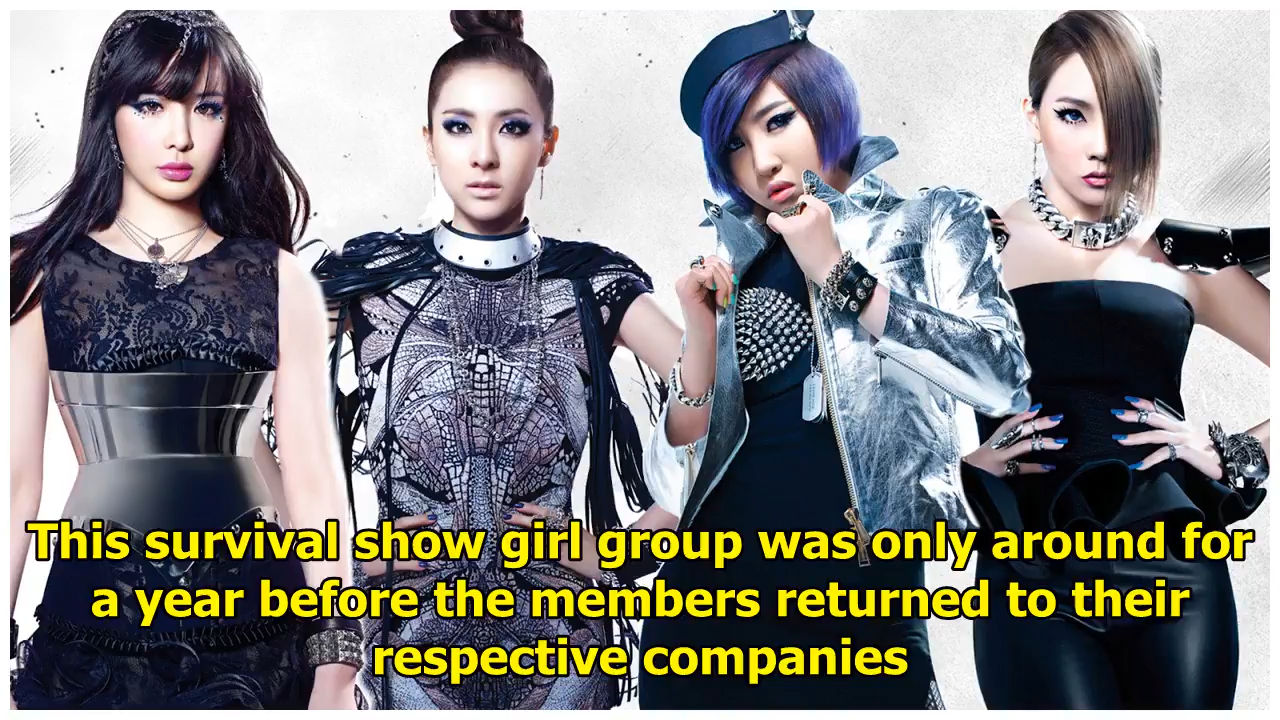 This survival show girl group was only around for
a year before the members returned to their
respective companies